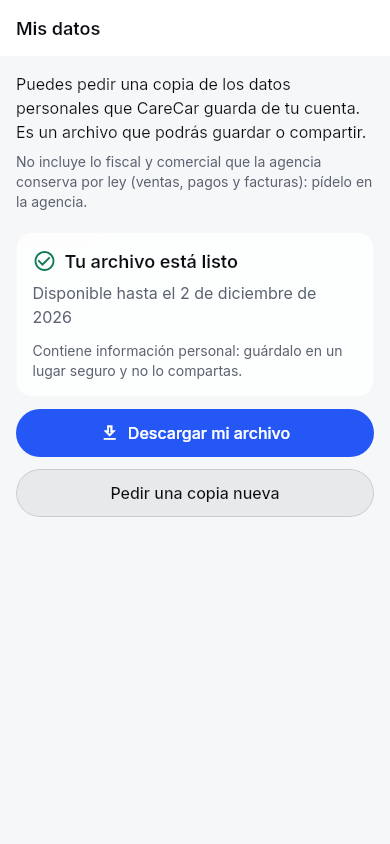 Mis datos
Puedes pedir una copia de los datos
personales que CareCar guarda de tu cuenta.
Es un archivo que podrás guardar o compartir.
No incluye lo fiscal y comercial que la agencia
conserva por ley (ventas, pagos y facturas): pídelo en
la agencia.
Tu archivo está listo
Disponible hasta el 2 de diciembre de
2026
Contiene información personal: guárdalo en un
lugar seguro y no lo compartas.
Descargar mi archivo
Pedir una copia nueva